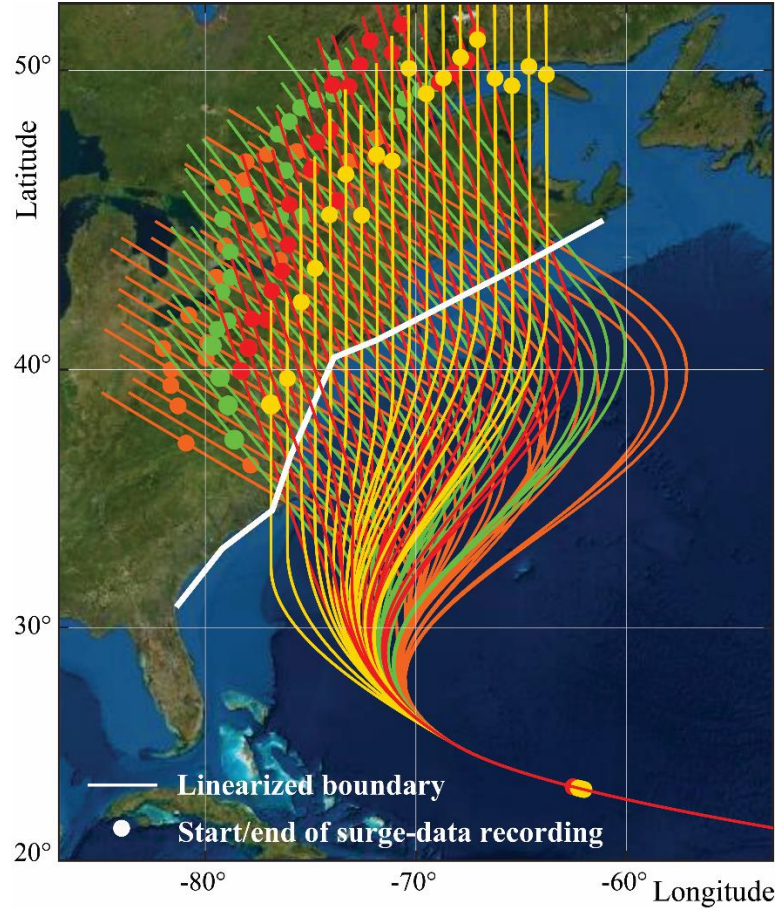 50°
Latitude
40°
30°
Linearized boundary
Start/end of surge-data recording
20°
-80°
-70°
-60°
Longitude